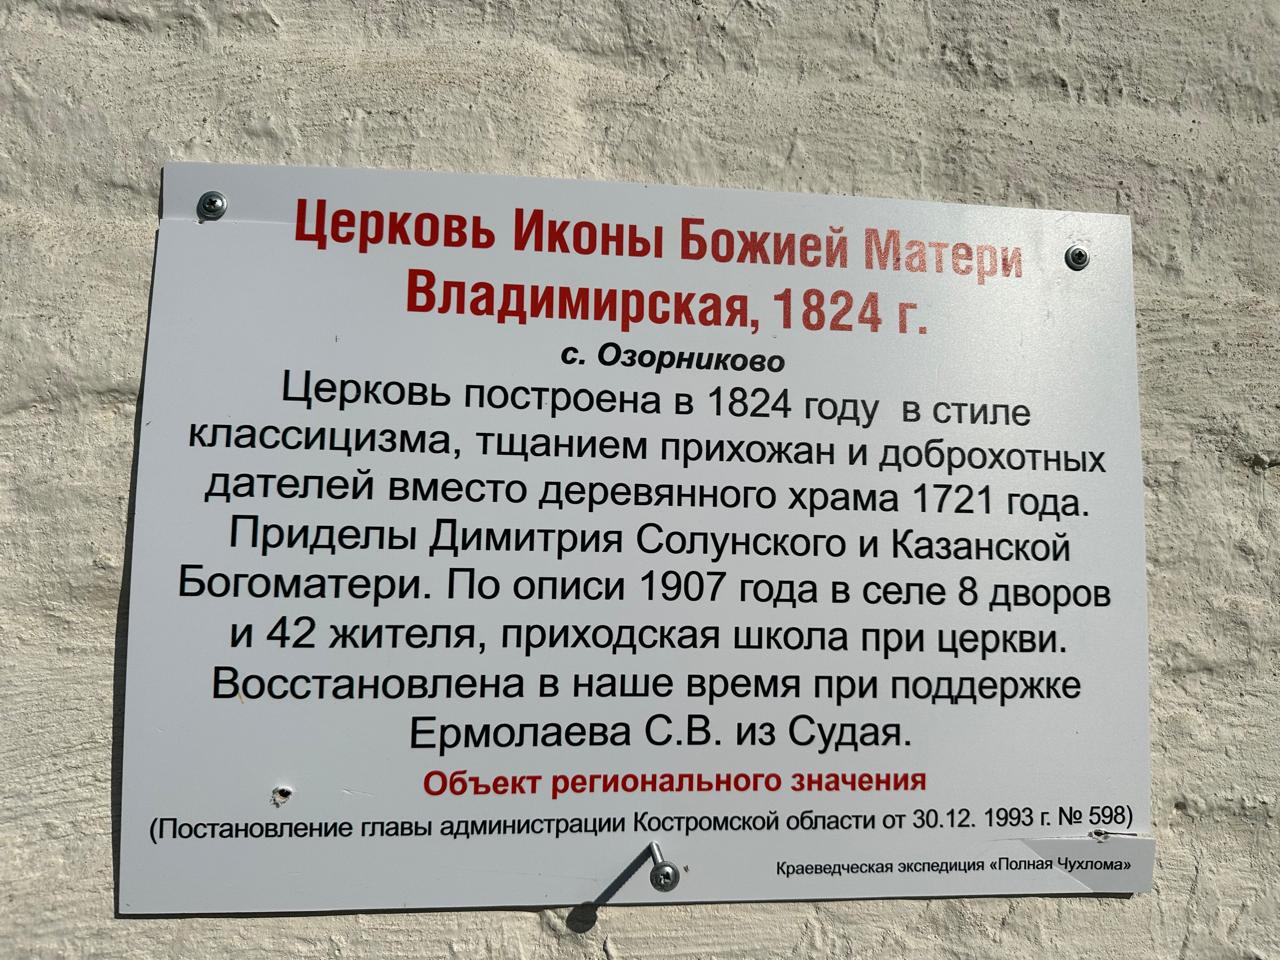 Церковь Иконы Божией Матери
Владимирская, 1824 г.
с. Озорниково
Церковь построена в 1824 году в стиле
классицизма, тщанием прихожан и доброхотных
дателей вместо деревянного храма 1721 года.
Приделы Димитрия Солунского и Казанской
Богоматери. По описи 1907 года в селе 8 дворов
и 42 жителя, приходская школа при церкви.
Восстановлена в наше время при поддержке
Ермолаева С.В. из Судая.
Объект регионального значения
(Постановление главы администрации Костромской области от 30.12. 1993 г. № 598)
Краеведческая экспедиция «Полная Чухлома»